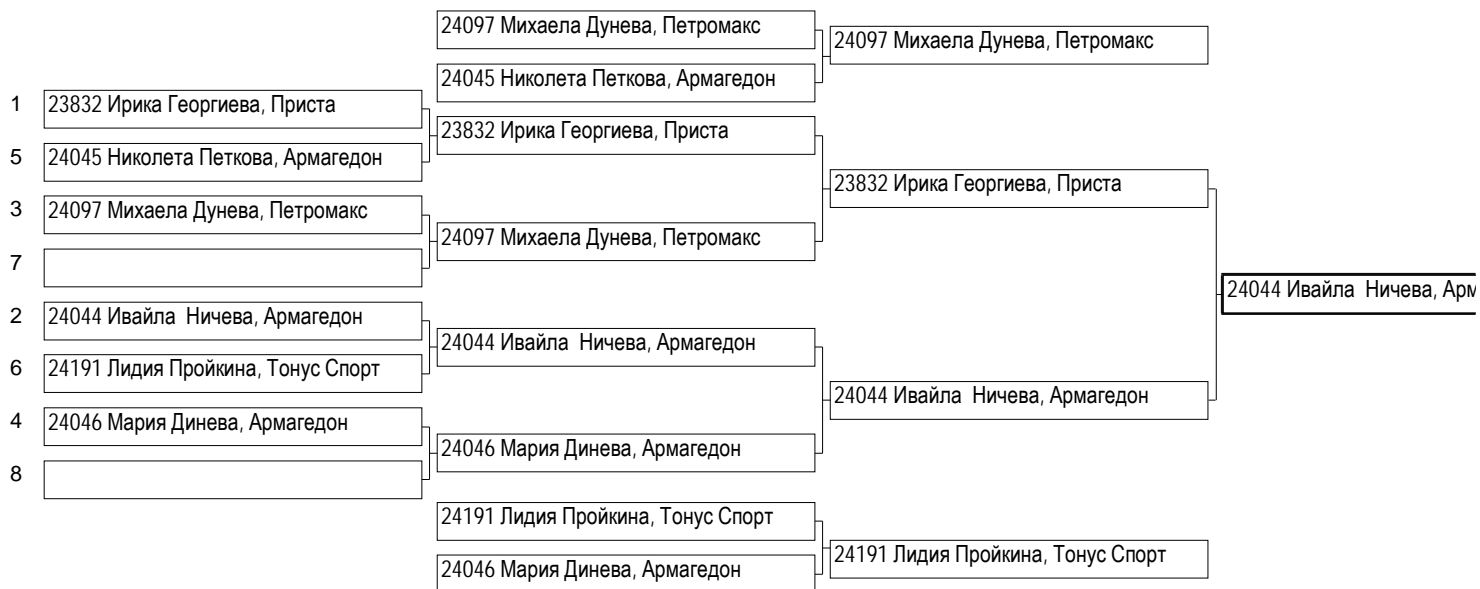 24097 Михаела Дунева, Петромакс
24097 Михаела Дунева, Петромакс
24045 Николета Петкова, Армагедон
1 23832 Ирика Георгиева, Приста
23832 Ирика Георгиева, Приста
5 24045 Николета Петкова, Армагедон
23832 Ирика Георгиева, Приста
3 24097 Михаела Дунева, Петромакс
24097 Михаела Дунева, Петромакс
7
24044 Ивайла  Ничева, Арм
2 24044 Ивайла  Ничева, Армагедон
24044 Ивайла  Ничева, Армагедон
6 24191 Лидия Пройкина, Тонус Спорт
24044 Ивайла  Ничева, Армагедон
4 24046 Мария Динева, Армагедон
24046 Мария Динева, Армагедон
8
24191 Лидия Пройкина, Тонус Спорт
24191 Лидия Пройкина, Тонус Спорт
24046 Мария Динева, Армагедон